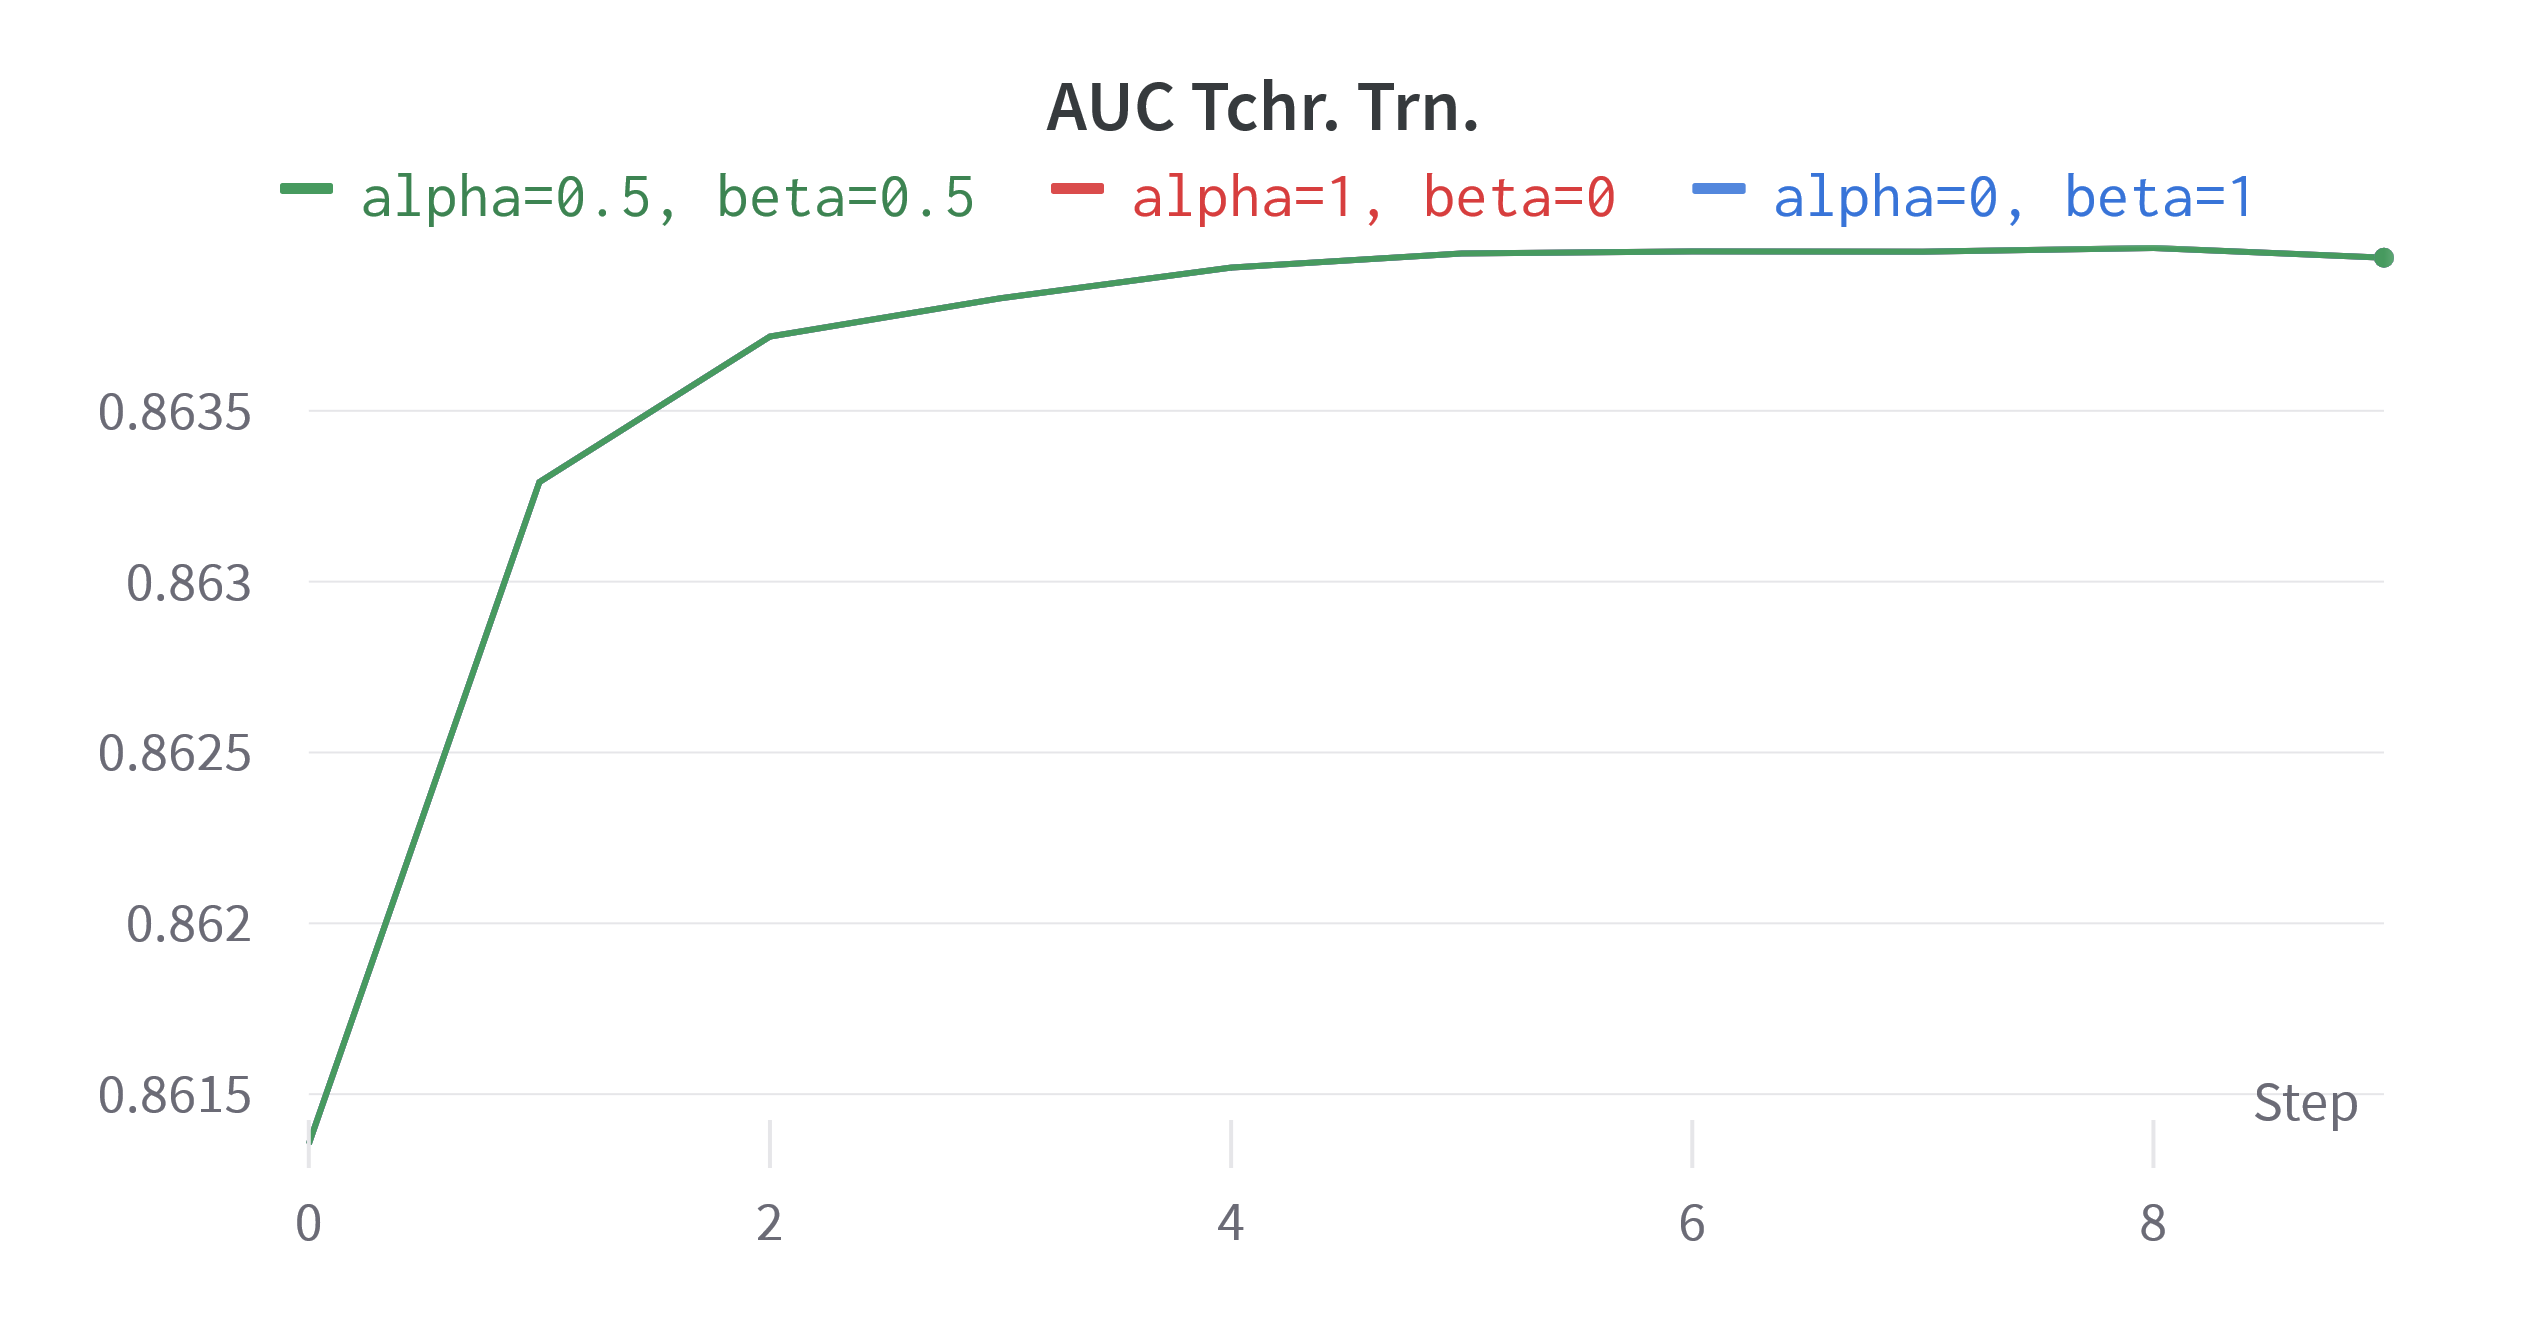 AUC Tchr. Trn.
alpha=0.5, beta=0.5 alpha=1, beta=0 alpha=0, beta=1
0.8635
0.863
0.8625
0.862
0.8615
Step
0 2 4 6 8